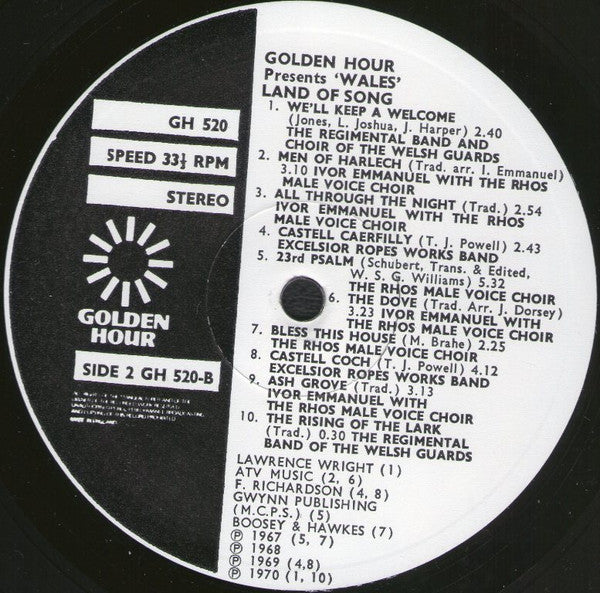 GOLDEN HOUR
Presents 'WALES'
LAND OF SONG
1. WE'LL KEEP A WELCOME
(Jones, L. Joshua, J. Harper) 2.40
THE REGIMENTAL BAND AND
CHOIR OF THE WELSH GUARDS
2. MEN OF HARLECH (Trad. arr. I. Emmanuel)
3.10 IVOR EMMANUEL WITH THE RHOS
MALE VOICE CHOIR
3. ALL THROUGH THE NIGHT (Trad.) 2.54
IVOR EMMANUEL WITH THE RHOS
MALE VOICE CHOIR
4. CASTELL CAERFILLY (T. J. Powell) 2.43
EXCELSIOR ROPES WORKS BAND
5. 23rd PSALM (Schubert, Trans. & Edited,
W. S. G. Williams) 5.32
THE RHOS MALE VOICE CHOIR
6. THE DOVE (Trad. Arr. J. Dorsey)
3.23 IVOR EMMANUEL WITH
THE RHOS MALE VOICE CHOIR
7. BLESS THIS HOUSE (M. Brahe) 2.25
THE RHOS MALE VOICE CHOIR
8. CASTELL COCH (T. J. Powell) 4.12
EXCELSIOR ROPES WORKS BAND
9. ASH GROVE (Trad.) 3.13
IVOR EMMANUEL WITH
THE RHOS MALE VOICE CHOIR
10. THE RISING OF THE LARK
(Trad.) 0.30 THE REGIMENTAL
BAND OF THE WELSH GUARDS
LAWRENCE WRIGHT (1)
ATV MUSIC (2, 6)
F. RICHARDSON (4, 8)
GWYNN PUBLISHING
(M.C.P.S.) (5)
BOOSEY & HAWKES (7)
℗ 1967 (5, 7)
℗ 1968
℗ 1969 (4,8)
℗ 1970 (1, 10)
GH 520
SPEED 33⅓ RPM
STEREO
GOLDEN
HOUR
SIDE 2 GH 520-B
MADE IN ENGLAND